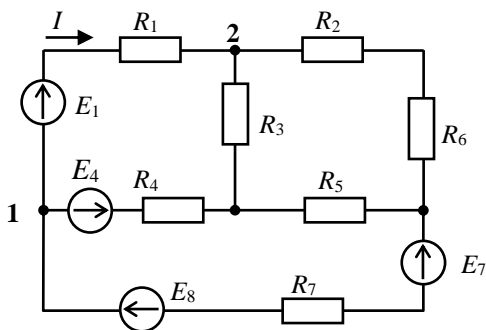 I R₁ 2 R₂
E₁ R₃ R₆
E₄ R₄ R₅
1
E₇
E₈ R₇